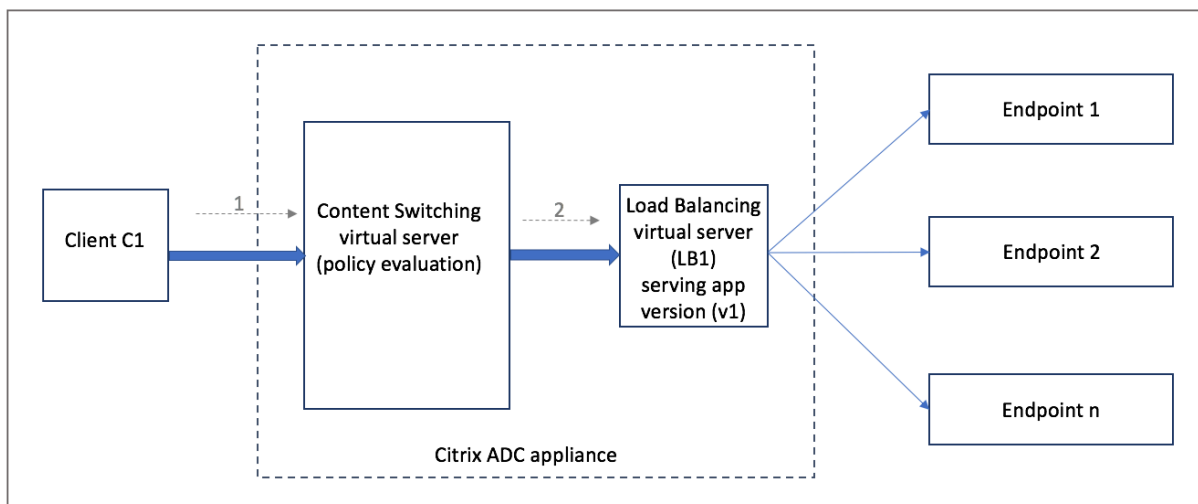 Client C1
1
Content Switching
virtual server
(policy evaluation)
2
Load Balancing
virtual server
(LB1)
serving app
version (v1)
Endpoint 1
Endpoint 2
Endpoint n
Citrix ADC appliance